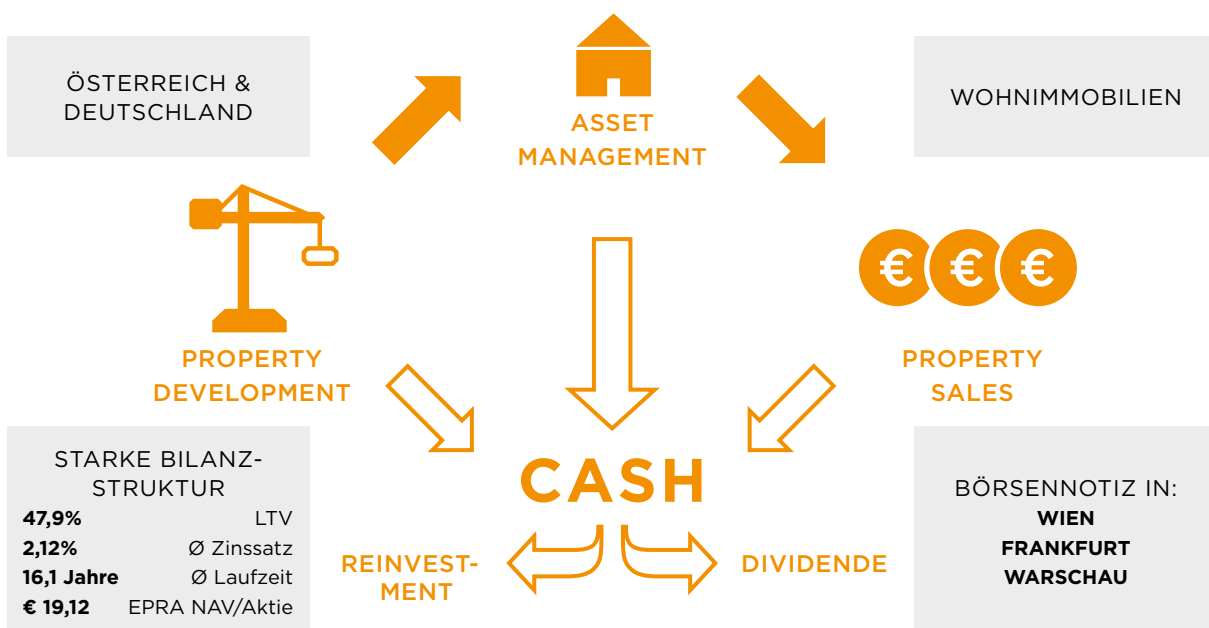 ÖSTERREICH &
DEUTSCHLAND
ASSET
MANAGEMENT
WOHNIMMOBILIEN
€ € €
PROPERTY
DEVELOPMENT
PROPERTY
SALES
STARKE BILANZ-
STRUKTUR
47,9% LTV
2,12% Ø Zinssatz
16,1 Jahre Ø Laufzeit
€ 19,12 EPRA NAV/Aktie
CASH
REINVEST-
MENT
DIVIDENDE
BÖRSENNOTIZ IN:
WIEN
FRANKFURT
WARSCHAU